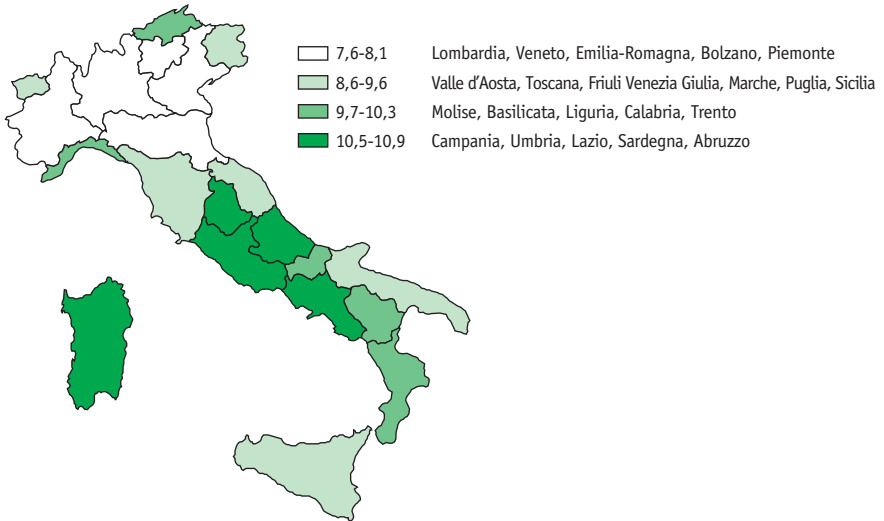 7,6-8,1 Lombardia, Veneto, Emilia-Romagna, Bolzano, Piemonte
8,6-9,6 Valle d’Aosta, Toscana, Friuli Venezia Giulia, Marche, Puglia, Sicilia
9,7-10,3 Molise, Basilicata, Liguria, Calabria, Trento
10,5-10,9 Campania, Umbria, Lazio, Sardegna, Abruzzo